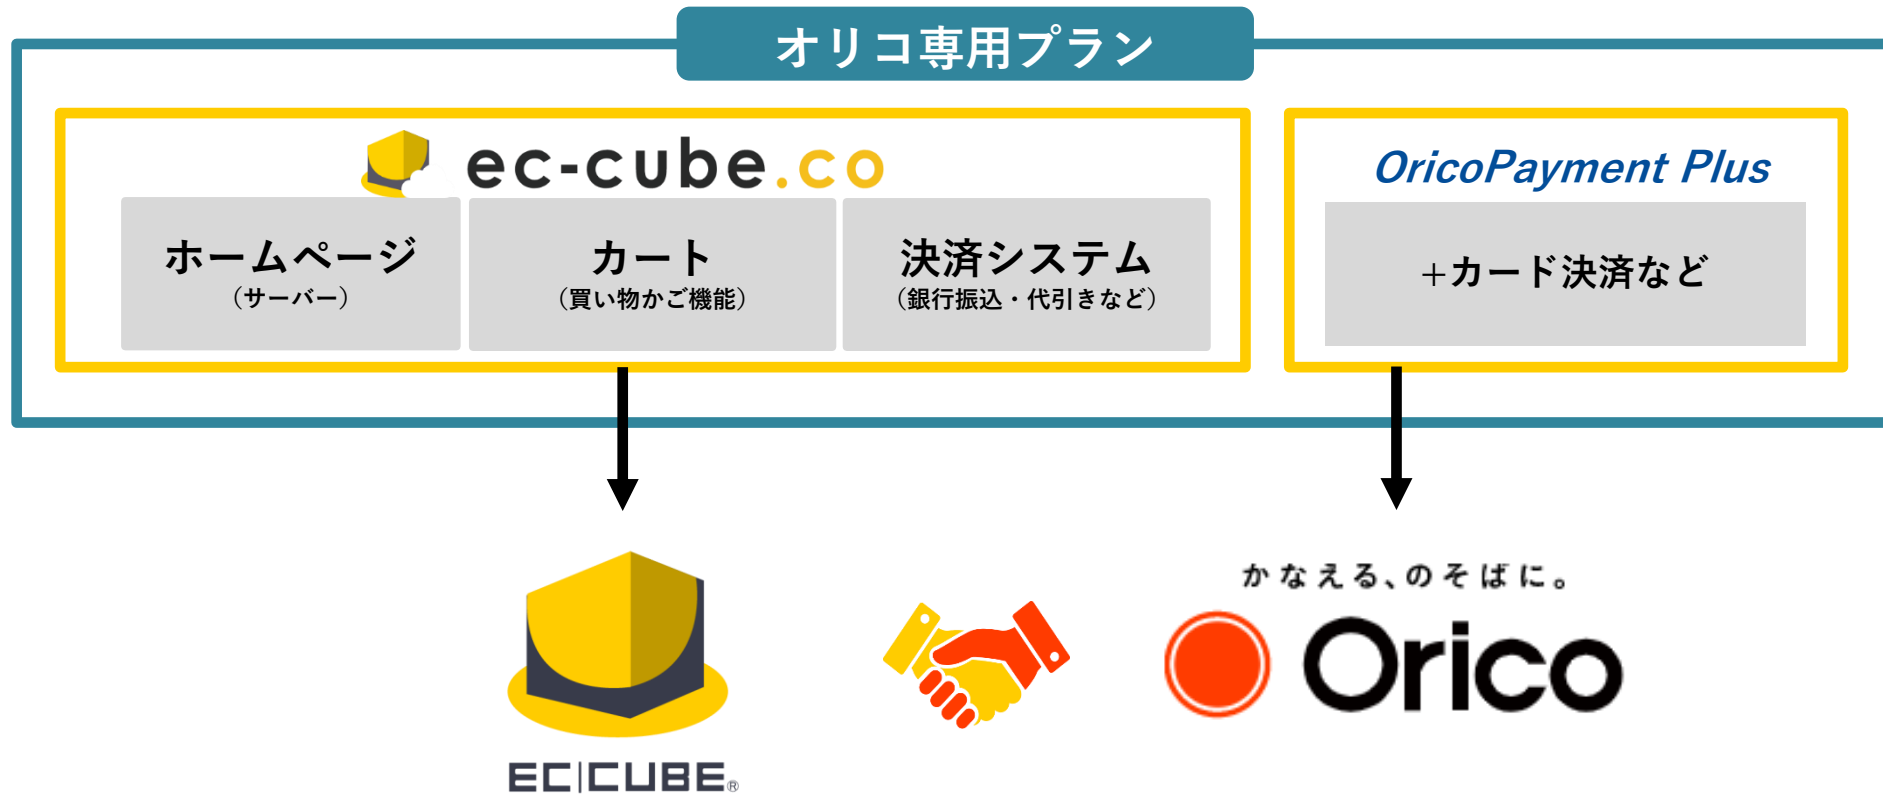 オリコ専用プラン
ec-cube.co
OricoPayment Plus
ホームページ
（サーバー）
カート
（買い物かご機能）
決済システム
（銀行振込・代引きなど）
+カード決済など
かなえる、のそばに。
Orico
EC CUBE®